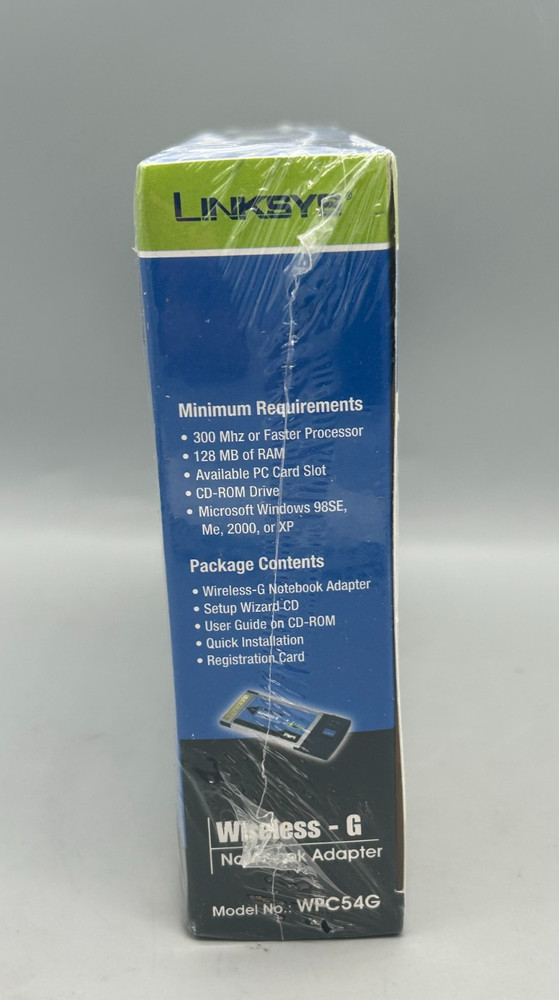 LINKSYS®
Minimum Requirements
• 300 Mhz or Faster Processor
• 128 MB of RAM
• Available PC Card Slot
• CD-ROM Drive
• Microsoft Windows 98SE,
Me, 2000, or XP
Package Contents
• Wireless-G Notebook Adapter
• Setup Wizard CD
• User Guide on CD-ROM
• Quick Installation
• Registration Card
Wireless - G
Notebook Adapter
Model No.: WPC54G